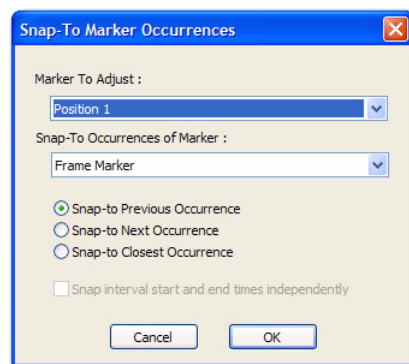 Snap-To Marker Occurrences
Marker To Adjust :
Position 1
Snap-To Occurrences of Marker :
Frame Marker
Snap-to Previous Occurrence
Snap-to Next Occurrence
Snap-to Closest Occurrence
Snap interval start and end times independently
Cancel OK